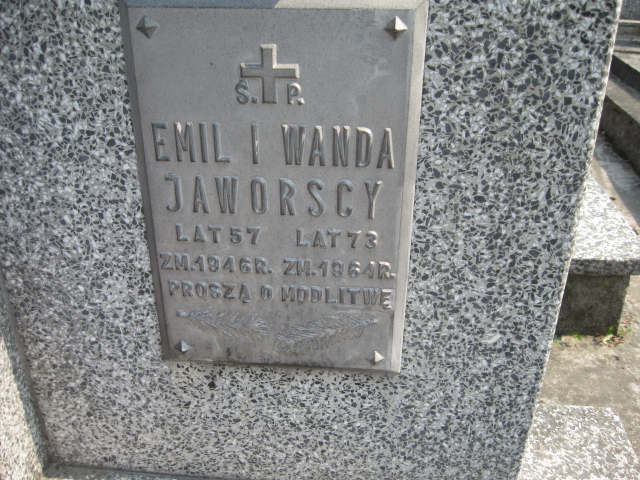 Ś. P.
EMIL I WANDA
JAWORSCY
LAT 57 LAT 73
ZM. 1946 R. ZM. 1964 R.
PROSZĄ O MODLITWĘ